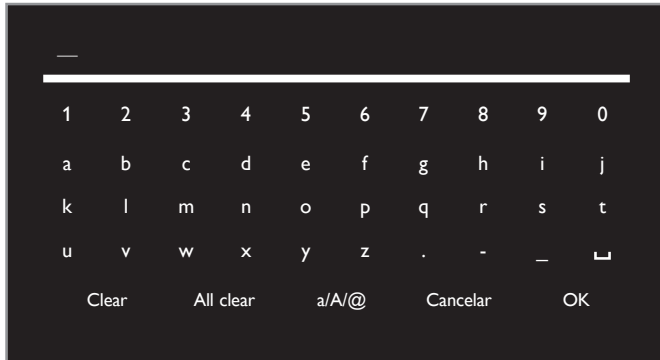 _
1 2 3 4 5 6 7 8 9 0
a b c d e f g h i j
k l m n o p q r s t
u v w x y z . - _ ␣
Clear All clear a/A/@ Cancelar OK